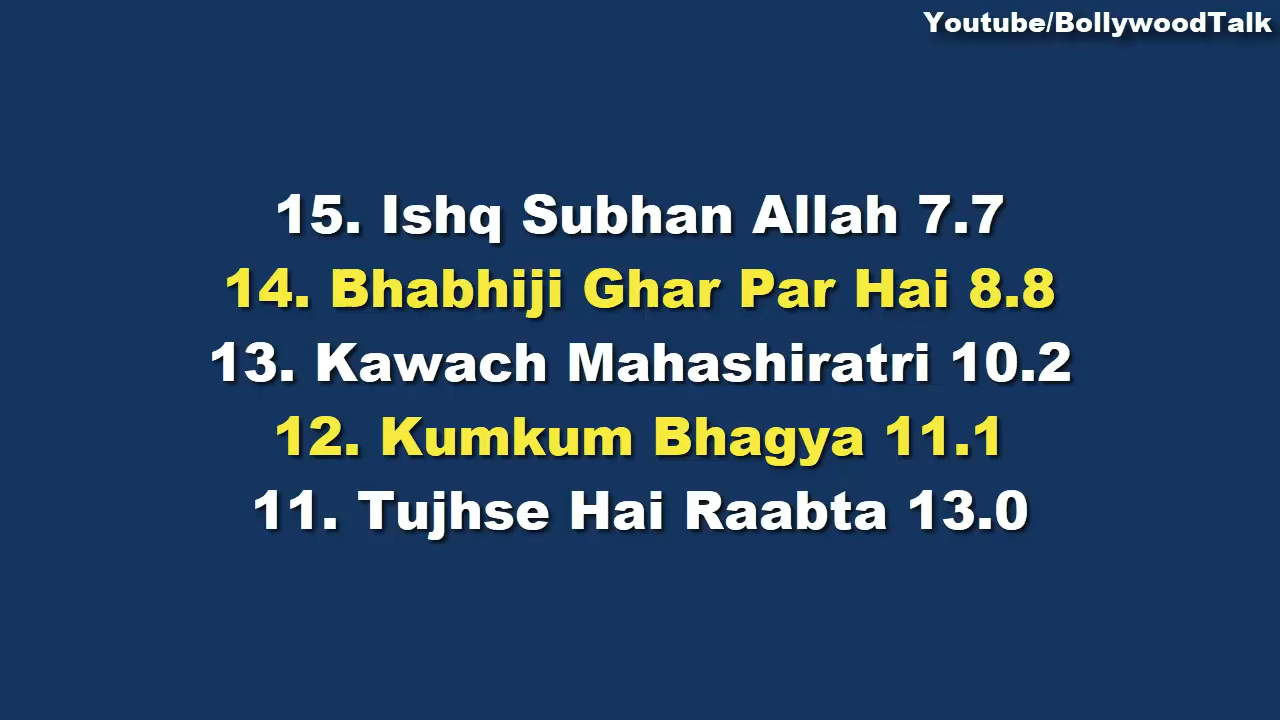 Youtube/BollywoodTalk
15. Ishq Subhan Allah 7.7
14. Bhabhiji Ghar Par Hai 8.8
13. Kawach Mahashiratri 10.2
12. Kumkum Bhagya 11.1
11. Tujhse Hai Raabta 13.0